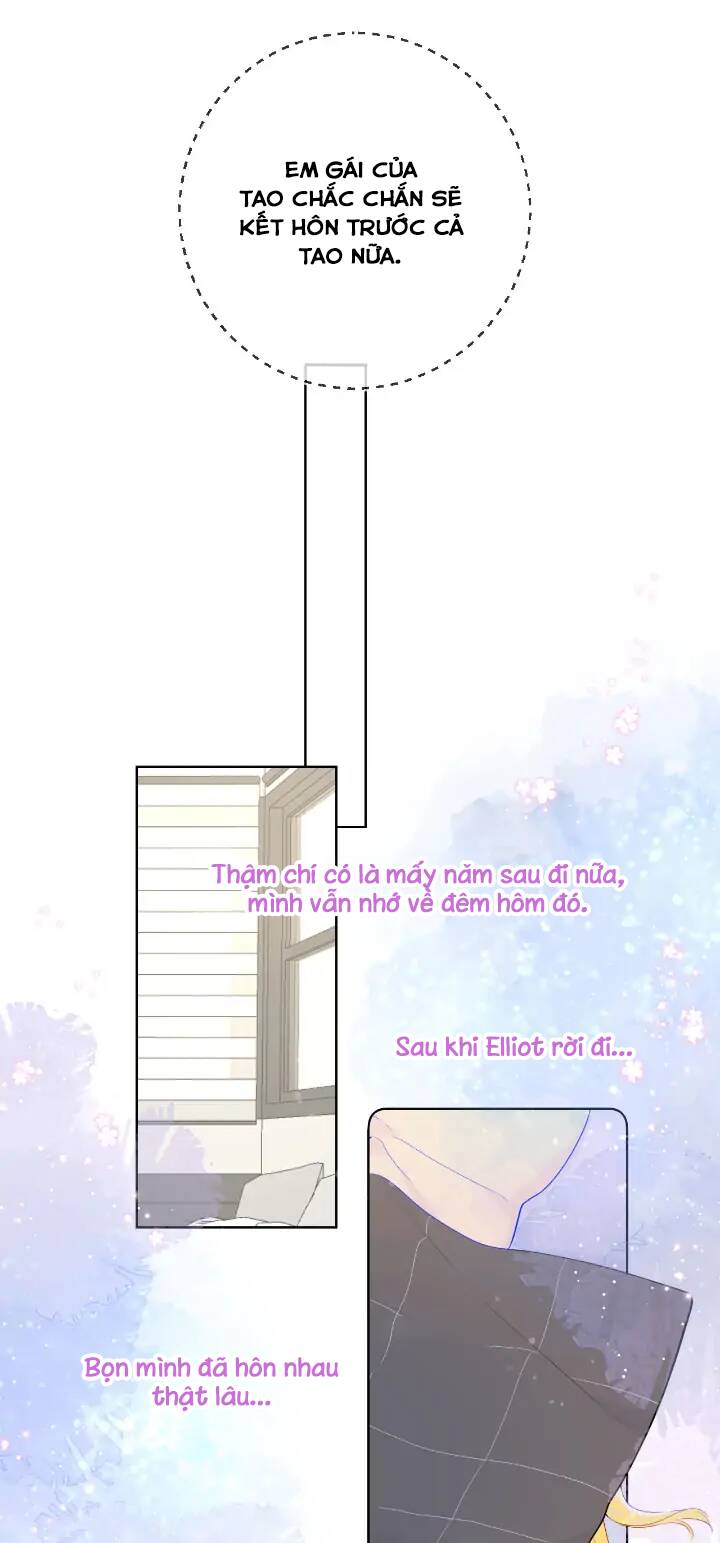 EM GÁI CỦA
TAO CHẮC CHẮN SẼ
KẾT HÔN TRƯỚC CẢ
TAO NỮA.
Thậm chí có là mấy năm sau đi nữa,
mình vẫn nhớ về đêm hôm đó.
Sau khi Elliot rời đi...
Bọn mình đã hôn nhau
thật lâu...